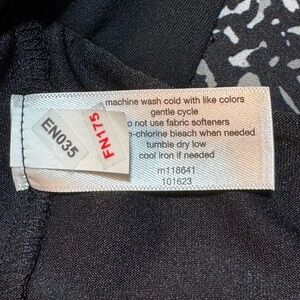 machine wash cold with like colors
gentle cycle
o not use fabric softeners
-chlorine bleach when needed
tumble dry low
cool iron if needed
m118641
101623
EN035
FN175